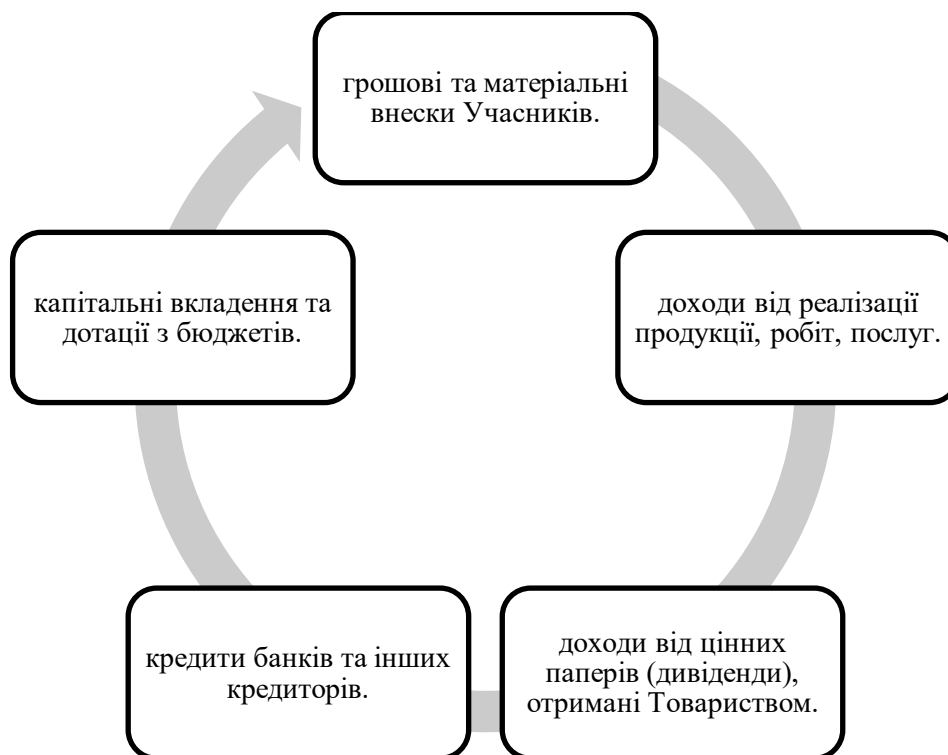 грошові та матеріальні
внески Учасників.
доходи від реалізації
продукції, робіт, послуг.
доходи від цінних
паперів (дивіденди),
отримані Товариством.
кредити банків та інших
кредиторів.
капітальні вкладення та
дотації з бюджетів.